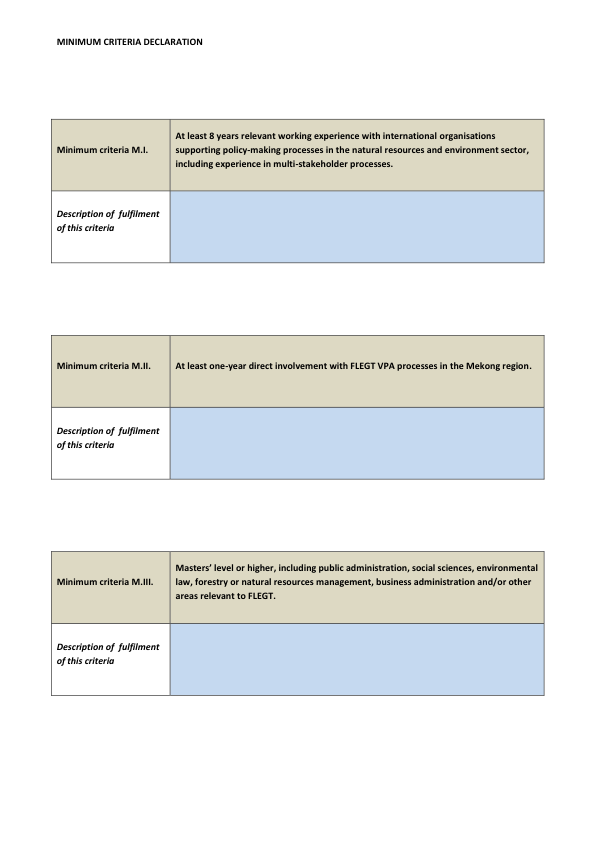 MINIMUM CRITERIA DECLARATION
Minimum criteria M.I.
At least 8 years relevant working experience with international organisations
supporting policy-making processes in the natural resources and environment sector,
including experience in multi-stakeholder processes.
Description of fulfilment
of this criteria
Minimum criteria M.II.
At least one-year direct involvement with FLEGT VPA processes in the Mekong region.
Description of fulfilment
of this criteria
Minimum criteria M.III.
Masters’ level or higher, including public administration, social sciences, environmental
law, forestry or natural resources management, business administration and/or other
areas relevant to FLEGT.
Description of fulfilment
of this criteria